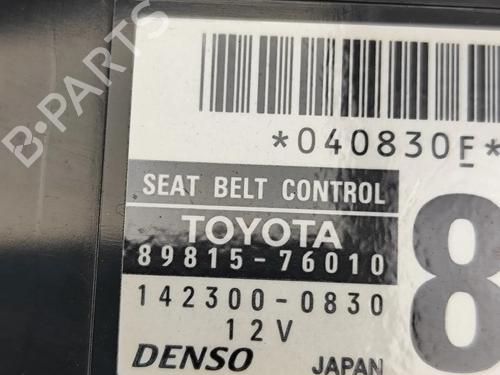 B-PARTS
*040830F*
SEAT BELT CONTROL
TOYOTA
89815-76010
142300-0830
12V
DENSO JAPAN
8